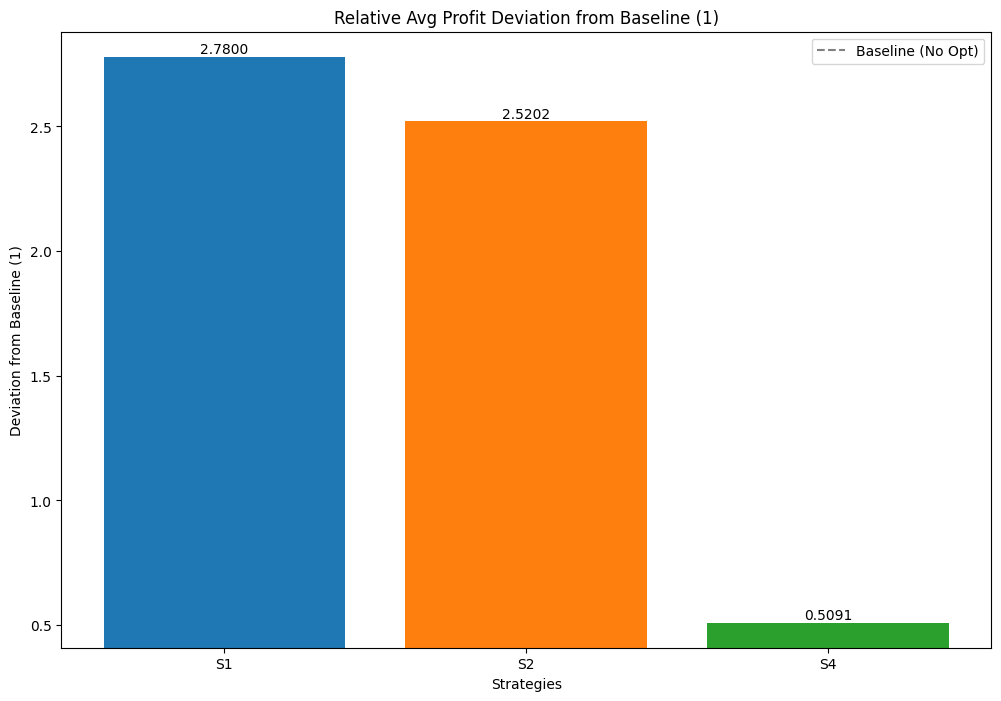 Relative Avg Profit Deviation from Baseline (1)
Baseline (No Opt)
2.7800
2.5202
0.5091
2.5
2.0
1.5
1.0
0.5
Deviation from Baseline (1)
S1
S2
S4
Strategies